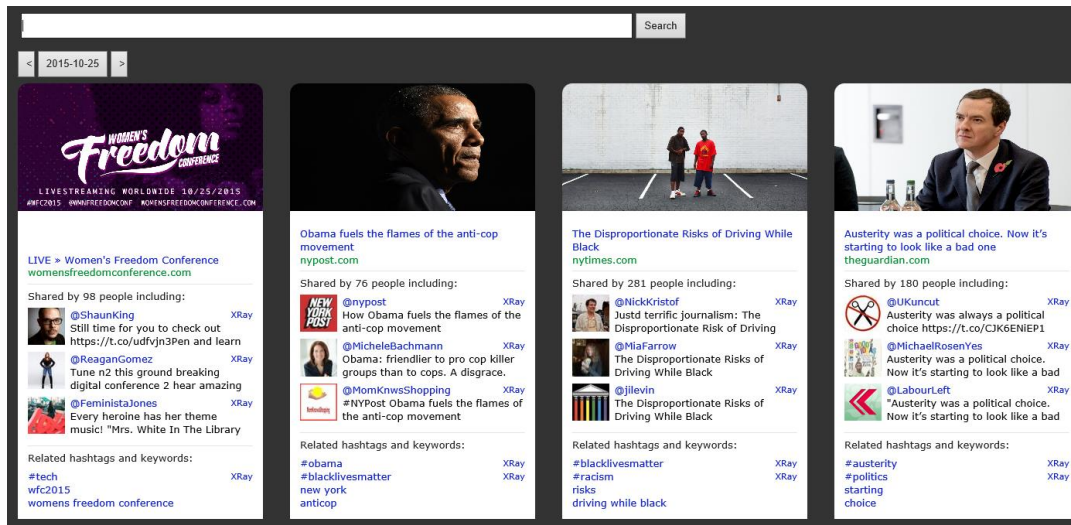 Search
< 2015-10-25 >
WOMEN'S
Freedom
CONFERENCE
LIVESTREAMING WORLDWIDE 10/25/2015
#WFC2015 @WMNFREEDOMCONF WOMENSFREEDOMCONFERENCE.COM
LIVE » Women's Freedom Conference
womensfreedomconference.com
Shared by 98 people including:
@ShaunKing XRay
Still time for you to check out
https://t.co/udfvjn3Pen and learn
@ReaganGomez XRay
Tune n2 this ground breaking
digital conference 2 hear amazing
@FeministaJones XRay
Every heroine has her theme
music! "Mrs. White In The Library
Related hashtags and keywords:
#tech XRay
wfc2015
womens freedom conference
Obama fuels the flames of the anti-cop
movement
nypost.com
Shared by 76 people including:
NEW
YORK
POST
@nypost XRay
How Obama fuels the flames of the
anti-cop movement
@MicheleBachmann XRay
Obama: friendlier to pro cop killer
groups than to cops. A disgrace.
@MomKnwsShopping XRay
#NYPost Obama fuels the flames of
the anti-cop movement
Related hashtags and keywords:
#obama XRay
#blacklivesmatter XRay
new york
anticop
The Disproportionate Risks of Driving While
Black
nytimes.com
Shared by 281 people including:
@NickKristof XRay
Justd terrific journalism: The
Disproportionate Risk of Driving
@MiaFarrow XRay
The Disproportionate Risks of
Driving While Black
@jilevin XRay
The Disproportionate Risks of
Driving While Black
Related hashtags and keywords:
#blacklivesmatter XRay
#racism XRay
risks
driving while black
Austerity was a political choice. Now it's
starting to look like a bad one
theguardian.com
Shared by 180 people including:
@UKuncut XRay
Austerity was always a political
choice https://t.co/CJK6ENiEP1
@MichaelRosenYes XRay
Austerity was a political choice.
Now it's starting to look like a bad
@LabourLeft XRay
"Austerity was a political choice.
Now it's starting to look like a bad
Related hashtags and keywords:
#austerity XRay
#politics XRay
starting
choice